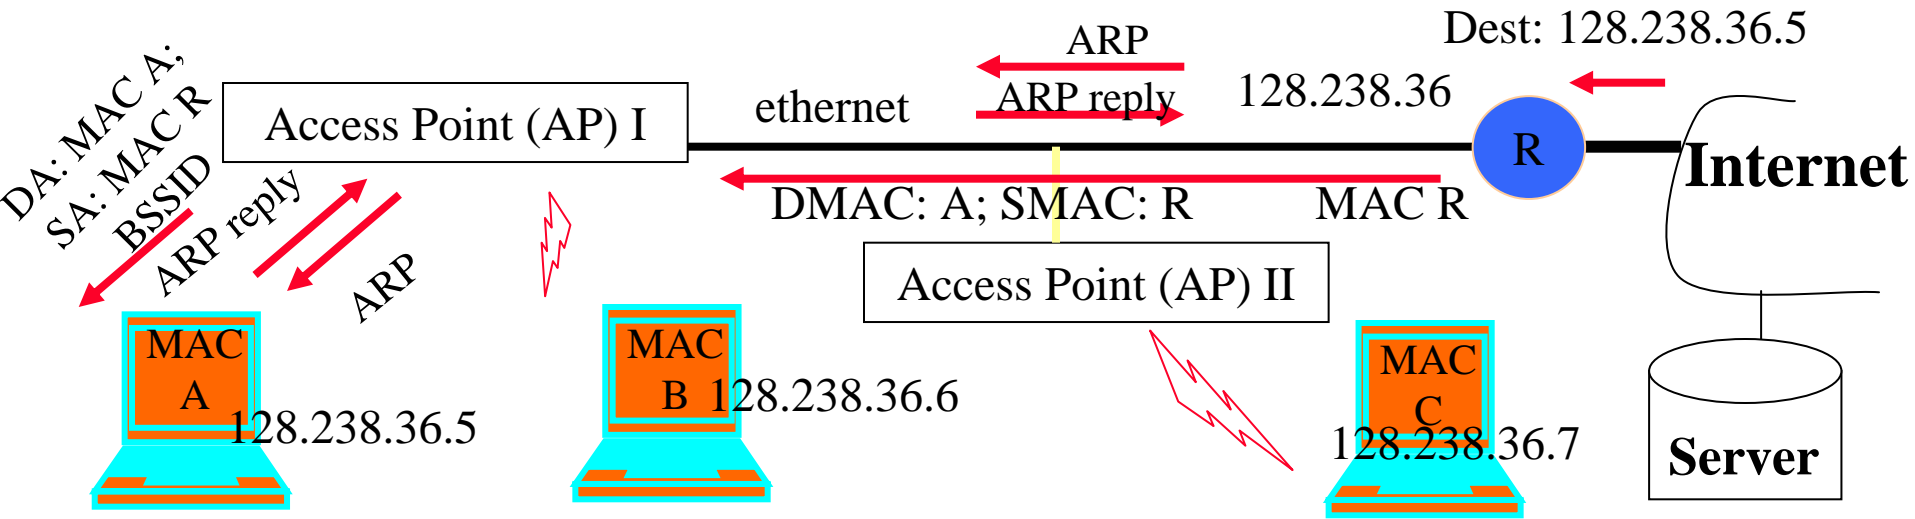 DA: MAC A;
SA: MAC R
BSSID
ARP reply
ARP
Access Point (AP) I
ethernet
ARP
ARP reply
128.238.36
Dest: 128.238.36.5
R
Internet
DMAC: A; SMAC: R
MAC R
Access Point (AP) II
MAC
A
128.238.36.5
MAC
B
128.238.36.6
MAC
C
128.238.36.7
Server